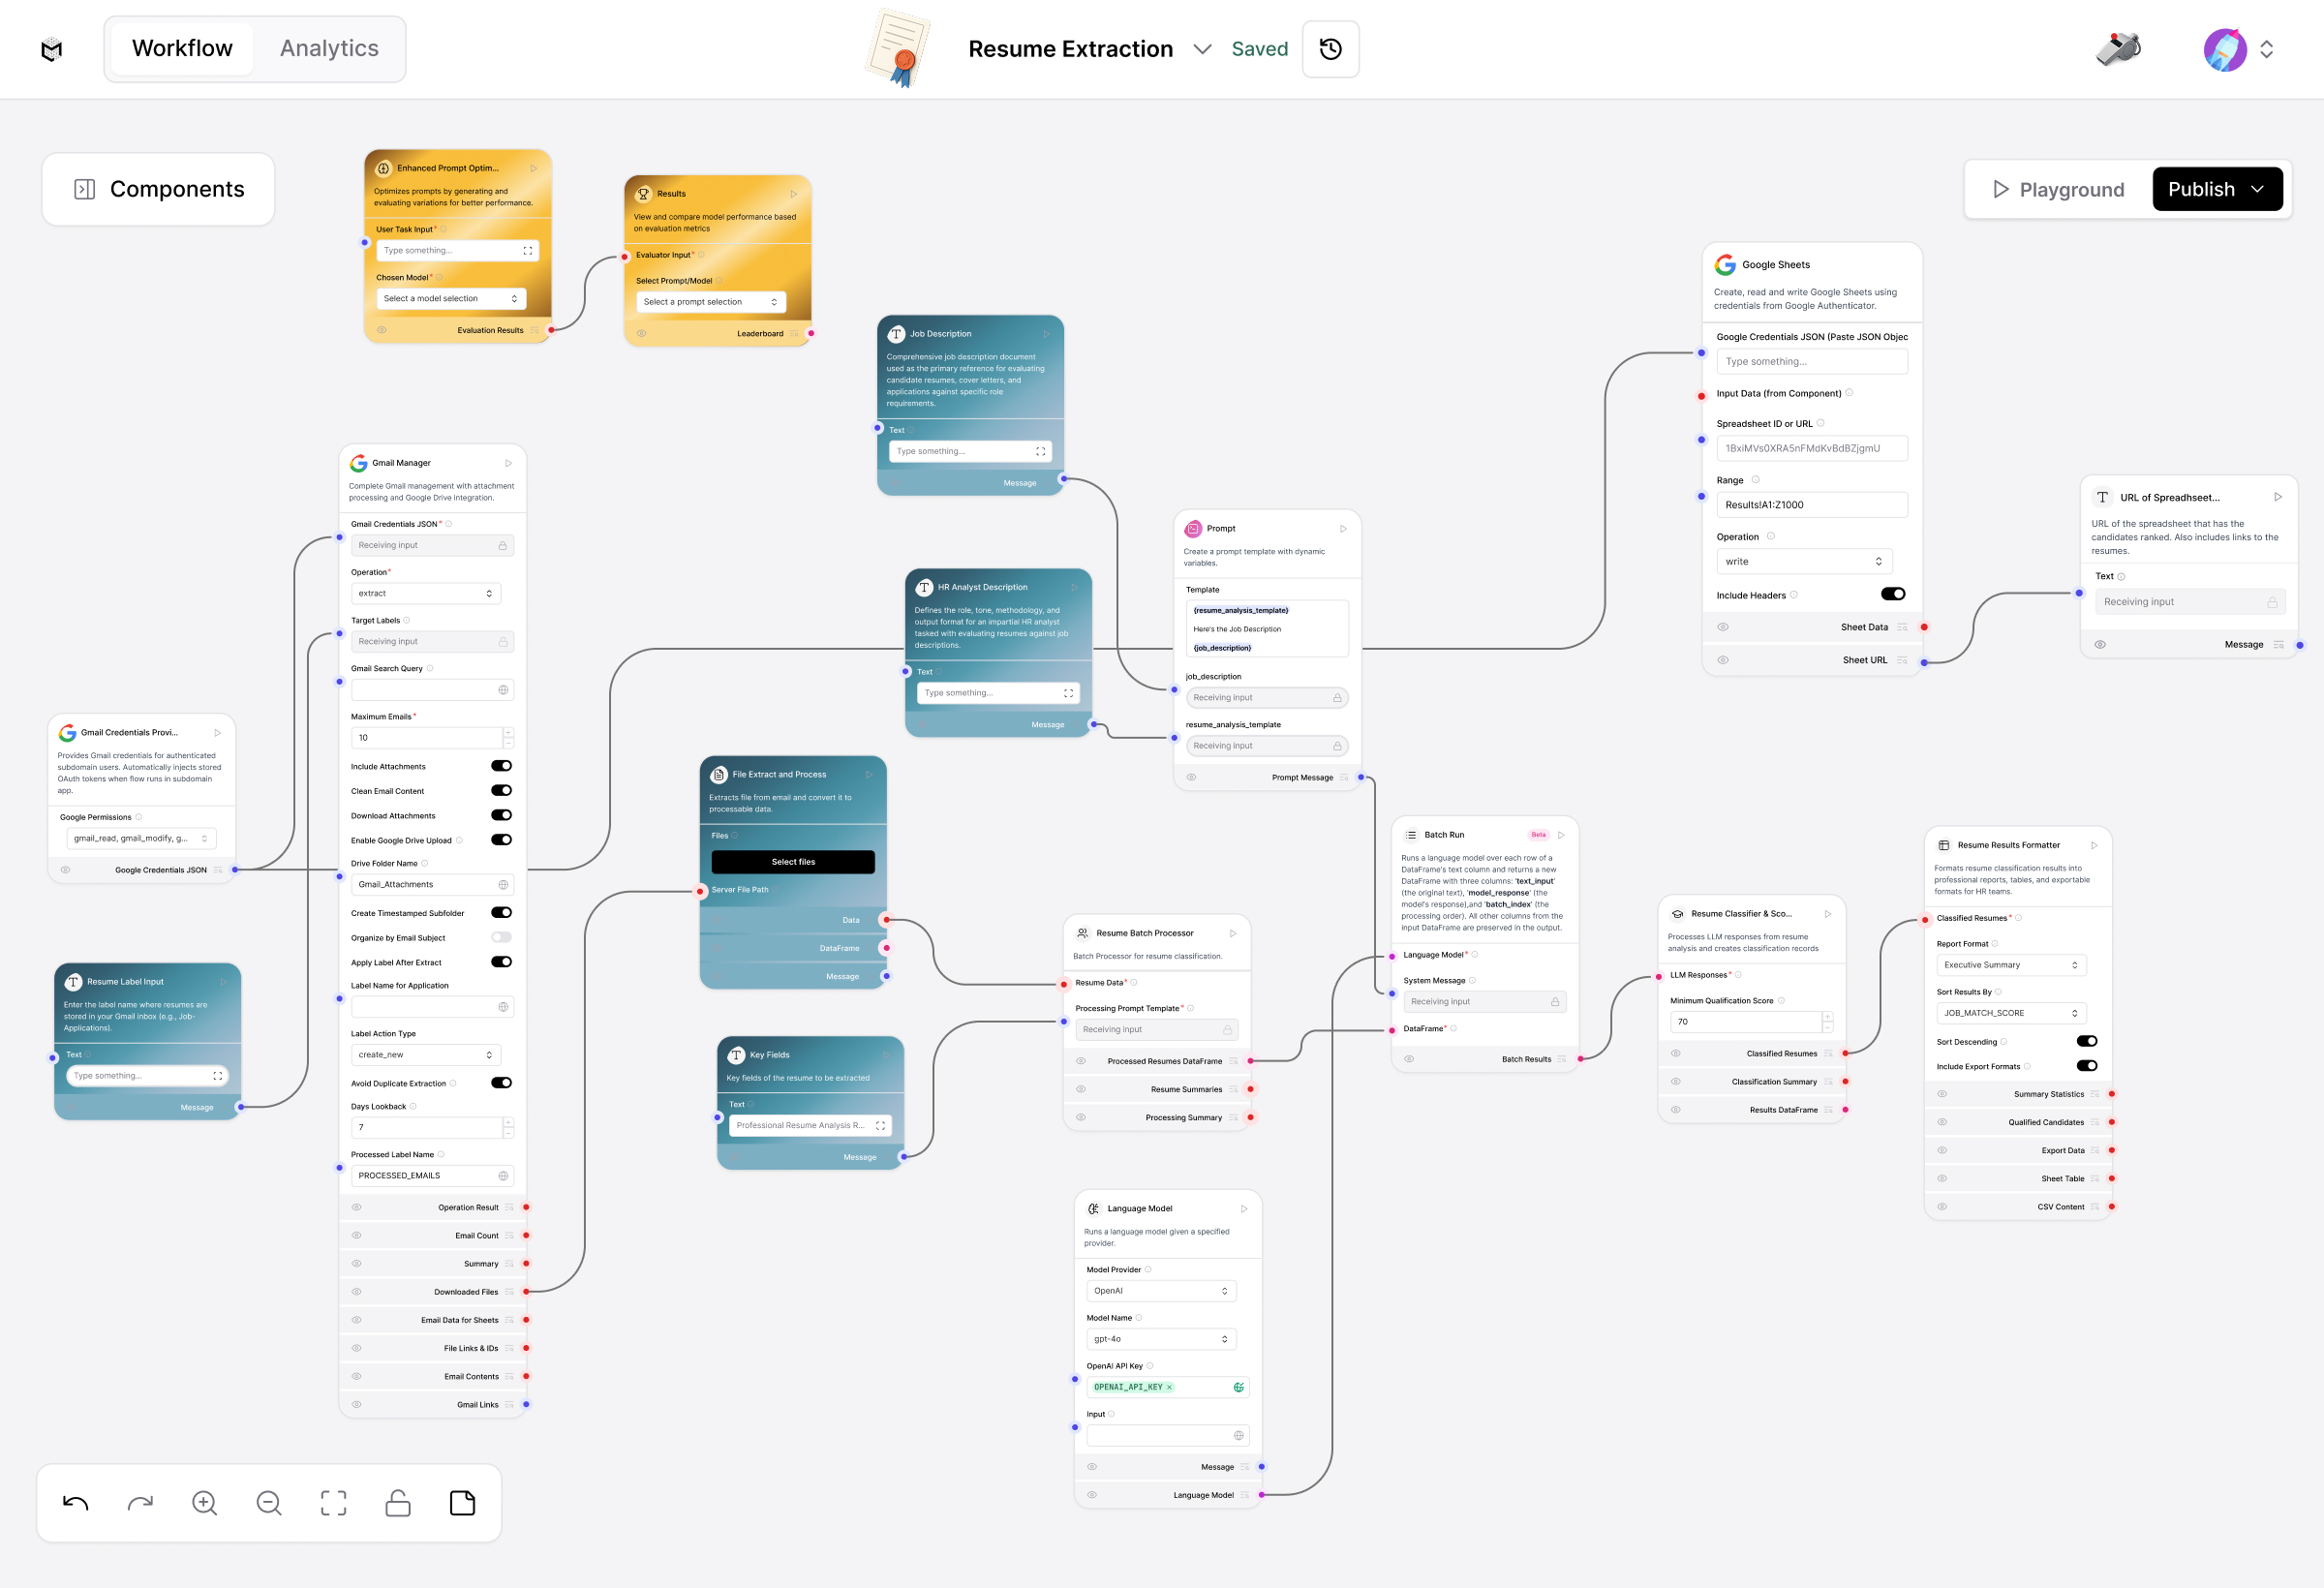 Workflow
Analytics
Resume Extraction
Saved
Components
Playground
Publish
Enhanced Prompt Optim...
Optimizes prompts by generating and
evaluating variations for better performance.
User Task Input*
Type something...
Chosen Model*
Select a model selection
Evaluation Results
Results
View and compare model performance based
on evaluation metrics
Evaluator Input*
Select Prompt/Model
Select a prompt selection
Leaderboard
Job Description
Comprehensive job description document
used as the primary reference for evaluating
candidate resumes, cover letters, and
applications against specific role
requirements.
Text
Type something...
Message
Google Sheets
Create, read and write Google Sheets using
credentials from Google Authenticator.
Google Credentials JSON (Paste JSON Objec
Type something...
Input Data (from Component)
Spreadsheet ID or URL
1BxiMVs0XRA5nFMdKvBdBZjgmU
Range
Results!A1:Z1000
Operation
write
Include Headers
Sheet Data
Sheet URL
URL of Spreadhseet...
URL of the spreadsheet that has the
candidates ranked. Also includes links to the
resumes.
Text
Receiving input
Message
Gmail Manager
Complete Gmail management with attachment
processing and Google Drive integration.
Gmail Credentials JSON*
Receiving input
Operation*
extract
Target Labels
Receiving input
Gmail Search Query
Maximum Emails*
10
Include Attachments
Clean Email Content
Download Attachments
Enable Google Drive Upload
Drive Folder Name
Gmail_Attachments
Create Timestamped Subfolder
Organize by Email Subject
Apply Label After Extract
Label Name for Application
Label Action Type
create_new
Avoid Duplicate Extraction
Days Lookback
7
Processed Label Name
PROCESSED_EMAILS
Operation Result
Email Count
Summary
Downloaded Files
Email Data for Sheets
File Links & IDs
Email Contents
Gmail Links
Gmail Credentials Provi...
Provides Gmail credentials for authenticated
subdomain users. Automatically injects stored
OAuth tokens when flow runs in subdomain
app.
Google Permissions
gmail_read, gmail_modify, g...
Google Credentials JSON
Resume Label Input
Enter the label name where resumes are
stored in your Gmail inbox (e.g., Job-
Applications).
Text
Type something...
Message
HR Analyst Description
Defines the role, tone, methodology, and
output format for an impartial HR analyst
tasked with evaluating resumes against job
descriptions.
Text
Type something...
Message
Prompt
Create a prompt template with dynamic
variables.
Template
{resume_analysis_template}
Here's the Job Description
{job_description}
job_description
Receiving input
resume_analysis_template
Receiving input
Prompt Message
File Extract and Process
Extracts file from email and convert it to
processable data.
Files
Select files
Server File Path
Data
DataFrame
Message
Key Fields
Key fields of the resume to be extracted
Text
Professional Resume Analysis R...
Message
Resume Batch Processor
Batch Processor for resume classification.
Resume Data*
Processing Prompt Template*
Receiving input
Processed Resumes DataFrame
Resume Summaries
Processing Summary
Language Model
Runs a language model given a specified
provider.
Model Provider
OpenAI
Model Name
gpt-4o
OpenAI API Key
OPENAI_API_KEY ×
Input
Message
Language Model
Batch Run
Beta
Runs a language model over each row of a
DataFrame's text column and returns a new
DataFrame with three columns: 'text_input'
(the original text), 'model_response' (the
model's response),and 'batch_index' (the
processing order). All other columns from the
input DataFrame are preserved in the output.
Language Model*
System Message
Receiving input
DataFrame*
Batch Results
Resume Classifier & Sco...
Processes LLM responses from resume
analysis and creates classification records
LLM Responses*
Minimum Qualification Score
70
Classified Resumes
Classification Summary
Results DataFrame
Resume Results Formatter
Formats resume classification results into
professional reports, tables, and exportable
formats for HR teams.
Classified Resumes*
Report Format
Executive Summary
Sort Results By
JOB_MATCH_SCORE
Sort Descending
Include Export Formats
Summary Statistics
Qualified Candidates
Export Data
Sheet Table
CSV Content